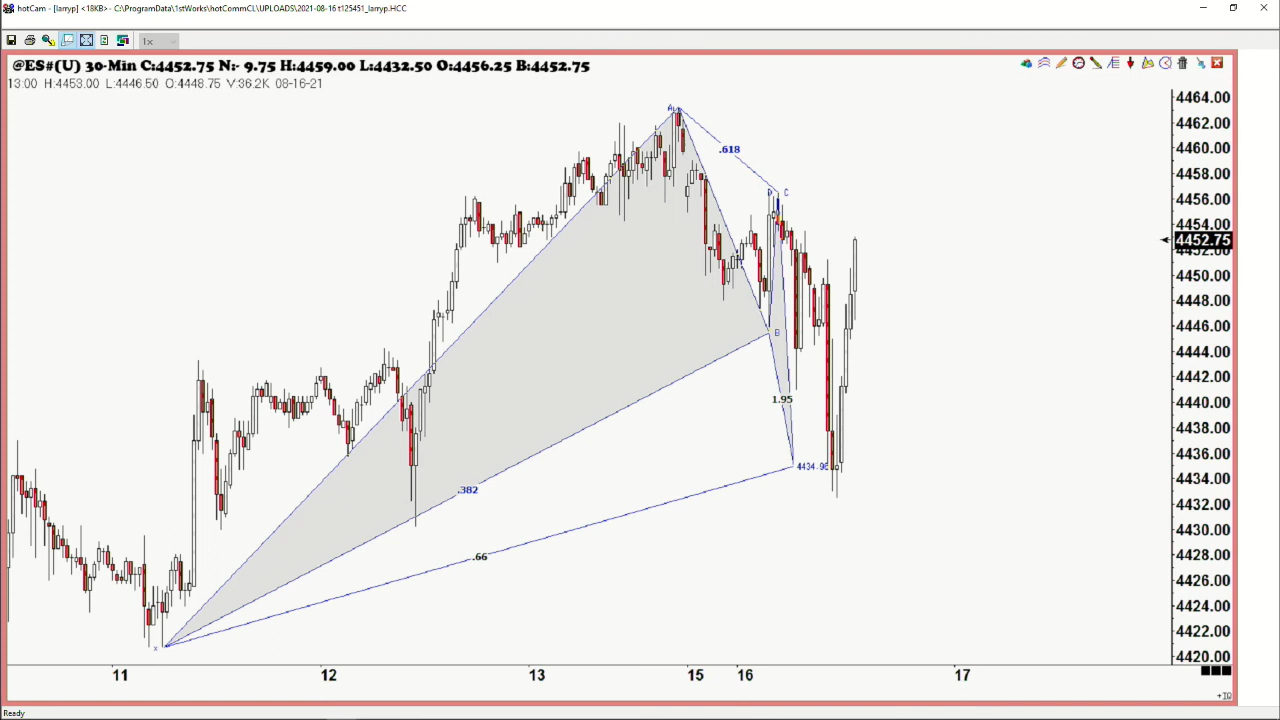 hotCam - [larryp] <18KB> - C:\ProgramData\1stWorks\hotCommCL\UPLOADS\2021-08-16 t125451_larryp.HCC
1x
@ES#(U) 30-Min C:4452.75 N:- 9.75 H:4459.00 L:4432.50 O:4456.25 B:4452.75
13:00 H:4453.00 L:4446.50 O:4448.75 V:36.2K 08-16-21
4464.00
4462.00
4460.00
4458.00
4456.00
4454.00
4452.75
4452.00
4450.00
4448.00
4446.00
4444.00
4442.00
4440.00
4438.00
4436.00
4434.00
4432.00
4430.00
4428.00
4426.00
4424.00
4422.00
4420.00
A
.618
D C
B
1.95
4434.96
.382
.66
X
11 12 13 15 16 17
+IQ
Ready